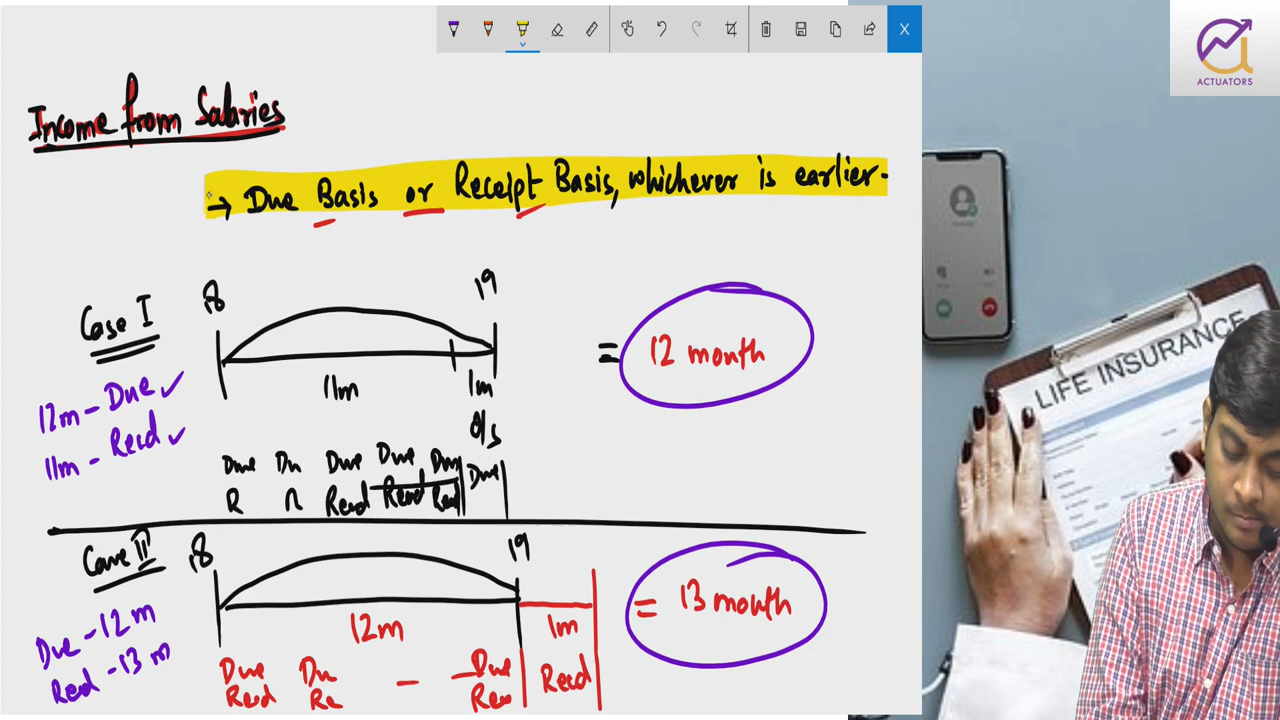 ACTUATORS
Income from Salaries
→ Due Basis or Receipt Basis, whichever is earlier.
Case I
18
19
12m - Due ✓
11m - Recd ✓
11m
1m
o/s
= 12 month
Due Du Due Due Due Due
R R Recd Recd Recd
Case II
18
19
Due - 12 m
Recd - 13 m
12m
1m
= 13 month
Due Du - Due Recd
Recd Re Rec
LIFE INSURANCE